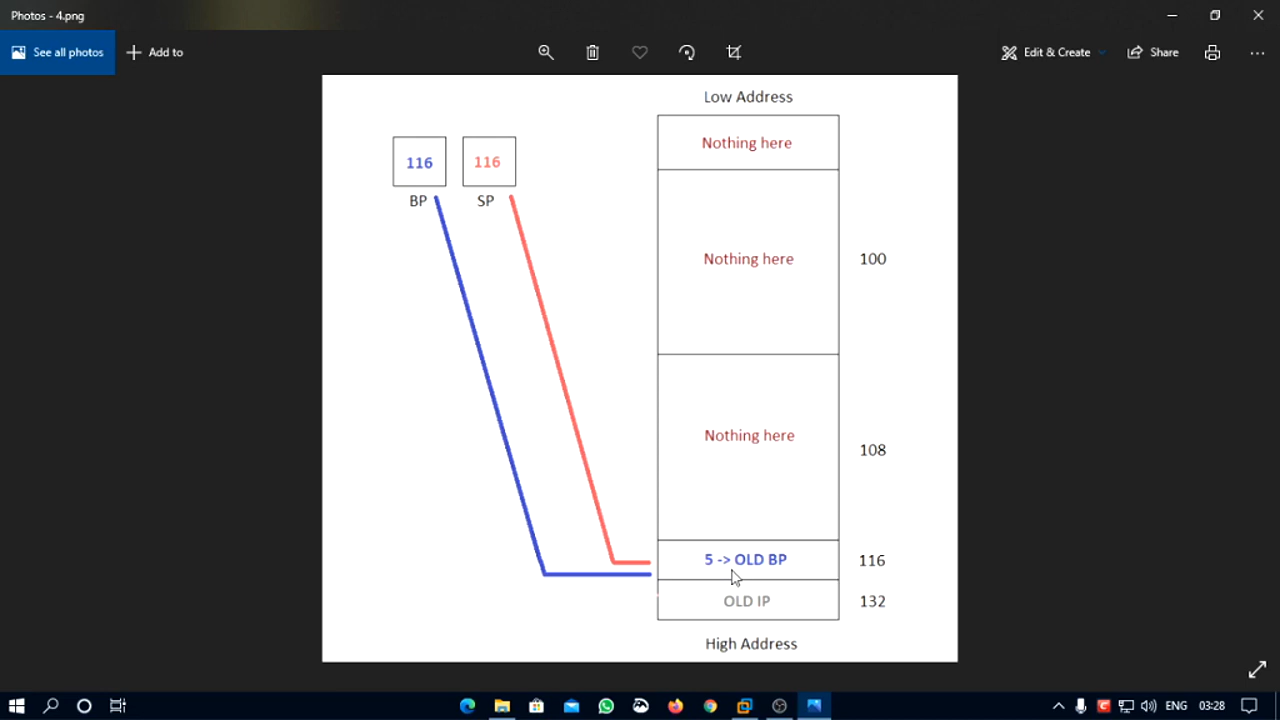 Photos - 4.png
See all photos
Add to
Edit & Create
Share
Low Address
Nothing here
116
116
BP
SP
Nothing here
100
Nothing here
108
5 -> OLD BP
116
OLD IP
132
High Address
ENG
03:28